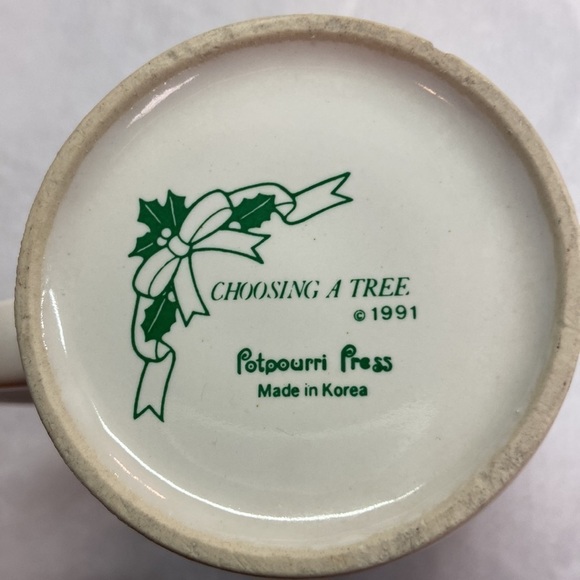 CHOOSING A TREE
© 1991
Potpourri Press
Made in Korea